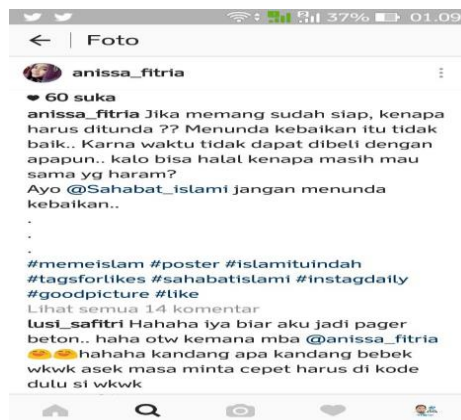 37% 01.09
← | Foto
anissa_fitria
60 suka
anissa_fitria Jika memang sudah siap, kenapa
harus ditunda ?? Menunda kebaikan itu tidak
baik.. Karna waktu tidak dapat dibeli dengan
apapun.. kalo bisa halal kenapa masih mau
sama yg haram?
Ayo @Sahabat_islami jangan menunda
kebaikan..
.
.
.
#memeislam #poster #islamituindah
#tagsforlikes #sahabatislami #instagdaily
#goodpicture #like
Lihat semua 14 komentar
lusi_safitri Hahaha iya biar aku jadi pager
beton.. haha otw kemana mba @anissa_fitria
😄😄hahaha kandang apa kandang bebek
wkwk asek masa minta cepet harus di kode
dulu si wkwk